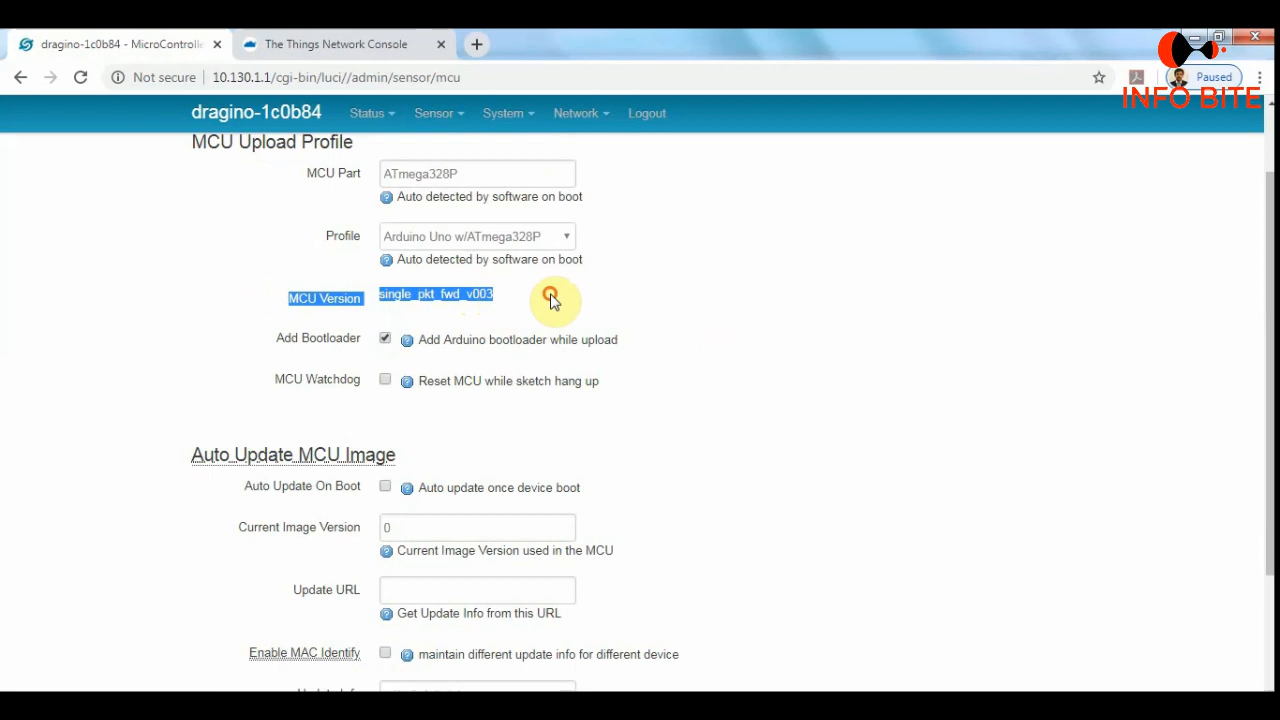 dragino-1c0b84 - MicroControlle
The Things Network Console
Not secure
10.130.1.1/cgi-bin/luci//admin/sensor/mcu
Paused
INFO BITE
dragino-1c0b84
Status
Sensor
System
Network
Logout
MCU Upload Profile
MCU Part
ATmega328P
Auto detected by software on boot
Profile
Arduino Uno w/ATmega328P
Auto detected by software on boot
MCU Version
single_pkt_fwd_v003
Add Bootloader
Add Arduino bootloader while upload
MCU Watchdog
Reset MCU while sketch hang up
Auto Update MCU Image
Auto Update On Boot
Auto update once device boot
Current Image Version
0
Current Image Version used in the MCU
Update URL
Get Update Info from this URL
Enable MAC Identify
maintain different update info for different device